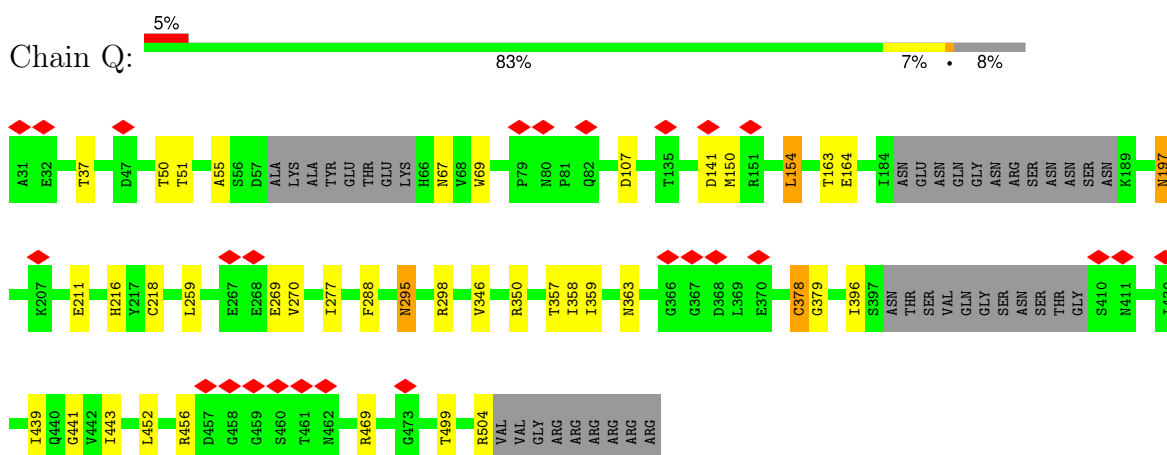 Chain Q:
5%
83% 7% • 8%
A31 E32 T37 D47 T50 T51 A55 S56 D57 ALA LYS ALA TYR GLU THR GLU LYS H66 N67 V68 W69 P79 N80 P81 Q82 D107 T135 D141 M150 R151 L154 T163 E164 I184 ASN GLU ASN GLN GLY ASN ARG SER ASN ASN SER ASN K189 N197
K207 E211 H216 Y217 C218 L259 E267 E268 E269 V270 I277 F288 N295 R298 V346 R350 T357 I358 I359 N363 G366 G367 D368 L369 E370 C378 G379 I396 S397 ASN THR SER VAL GLN GLY SER ASN SER THR GLY S410 N411
I439 Q440 G441 V442 I443 L452 R456 D457 G458 G459 S460 T461 N462 R469 G473 T499 R504 VAL VAL GLY ARG ARG ARG ARG ARG ARG